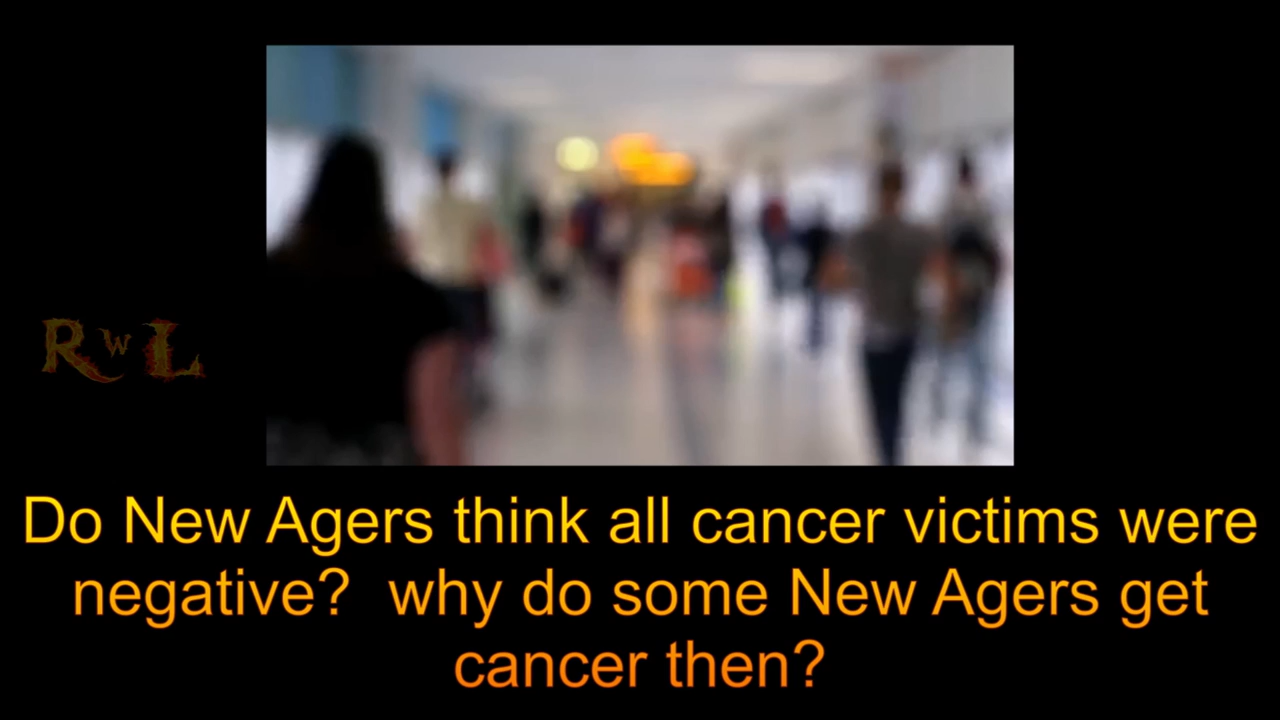 RwL
Do New Agers think all cancer victims were
negative?  why do some New Agers get
cancer then?